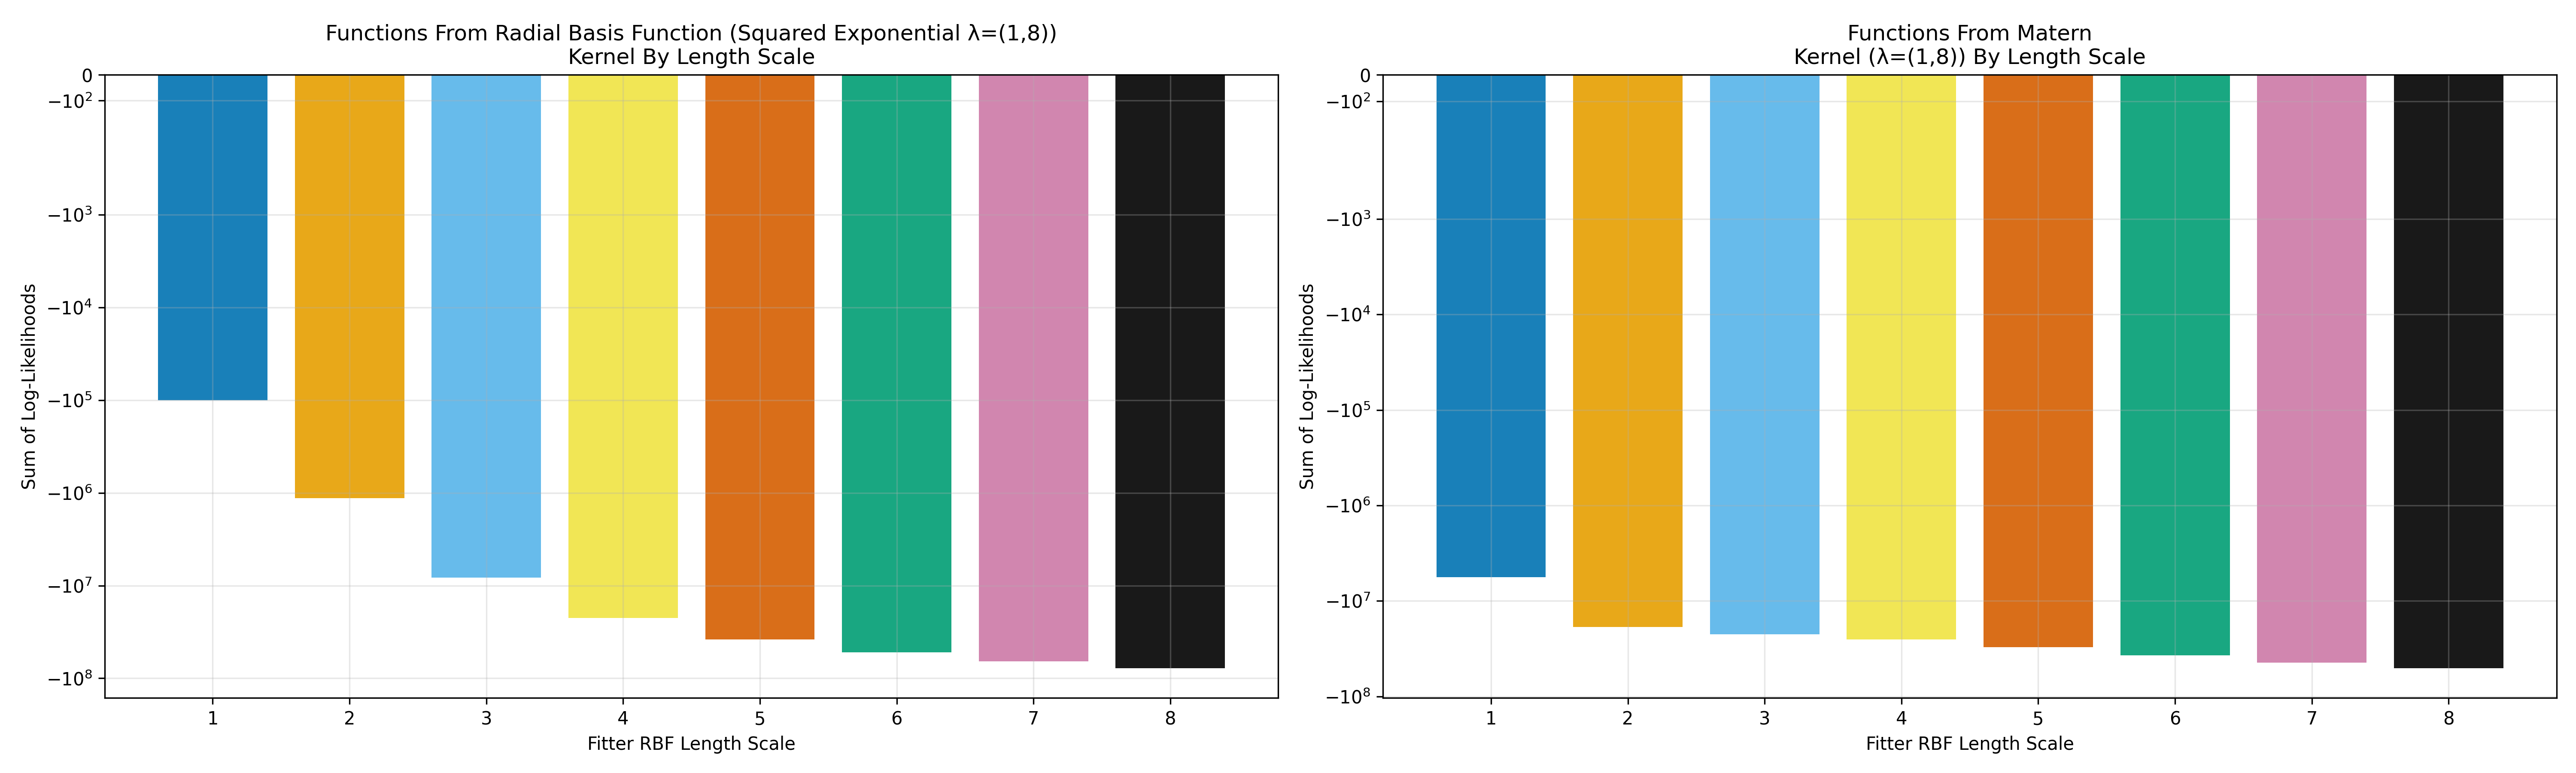 Functions From Radial Basis Function (Squared Exponential λ=(1,8))
Kernel By Length Scale
0
−10²
−10³
−10⁴
−10⁵
−10⁶
−10⁷
−10⁸
Sum of Log-Likelihoods
1 2 3 4 5 6 7 8
Fitter RBF Length Scale
Functions From Matern
Kernel (λ=(1,8)) By Length Scale
0
−10²
−10³
−10⁴
−10⁵
−10⁶
−10⁷
−10⁸
Sum of Log-Likelihoods
1 2 3 4 5 6 7 8
Fitter RBF Length Scale